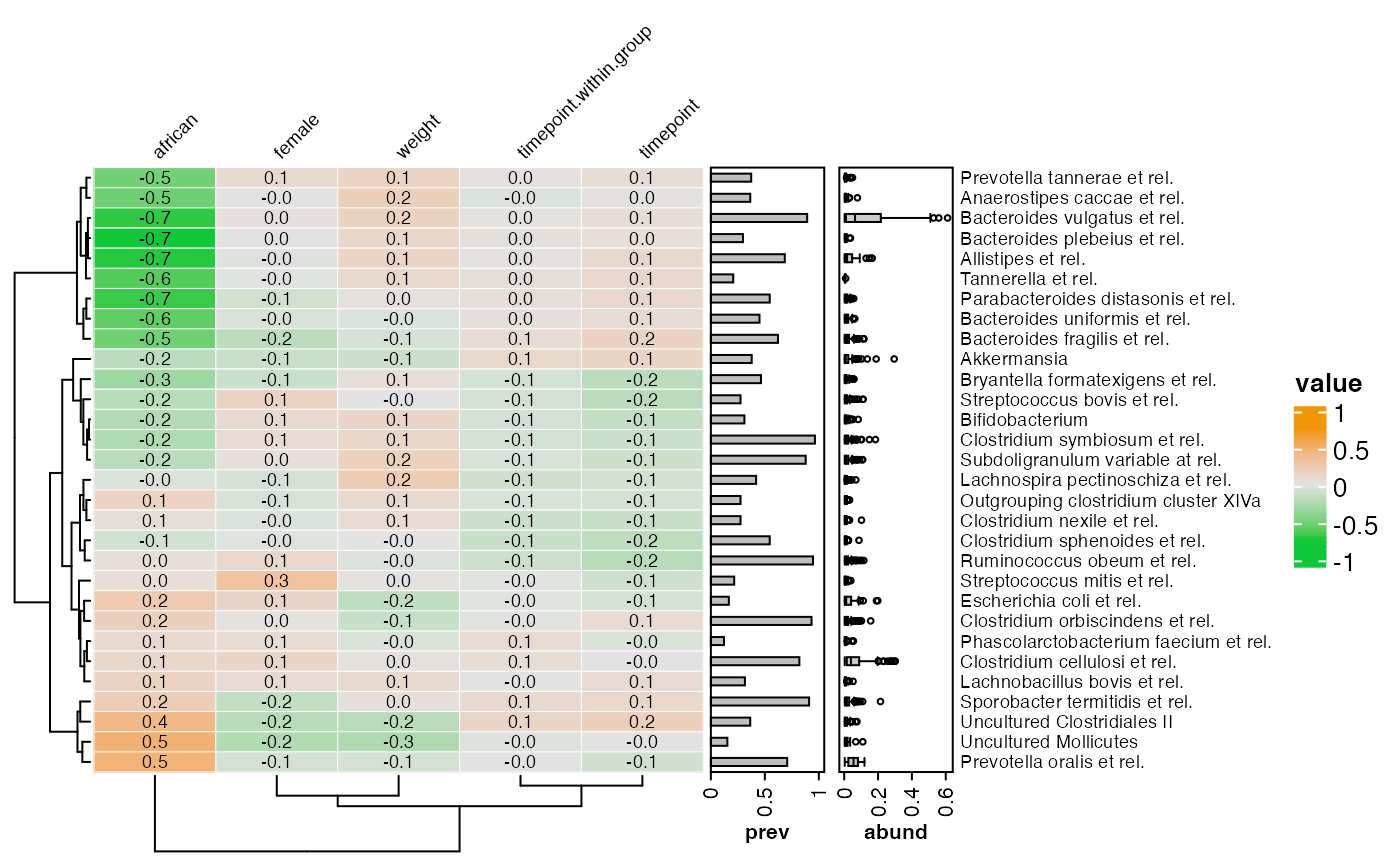 african female weight timepoint.within.group timepoint
-0.5 0.1 0.1 0.0 0.1 Prevotella tannerae et rel.
-0.5 -0.0 0.2 -0.0 0.0 Anaerostipes caccae et rel.
-0.7 0.0 0.2 0.0 0.1 Bacteroides vulgatus et rel.
-0.7 0.0 0.1 0.0 0.0 Bacteroides plebeius et rel.
-0.7 -0.0 0.1 0.0 0.1 Allistipes et rel.
-0.6 -0.0 0.1 0.0 0.1 Tannerella et rel.
-0.7 -0.1 0.0 0.0 0.1 Parabacteroides distasonis et rel.
-0.6 -0.0 -0.0 0.0 0.1 Bacteroides uniformis et rel.
-0.5 -0.2 -0.1 0.1 0.2 Bacteroides fragilis et rel.
-0.2 -0.1 -0.1 0.1 0.1 Akkermansia
-0.3 -0.1 0.1 -0.1 -0.2 Bryantella formatexigens et rel.
-0.2 0.1 -0.0 -0.1 -0.2 Streptococcus bovis et rel.
-0.2 0.1 0.1 -0.1 -0.1 Bifidobacterium
-0.2 0.1 0.1 -0.1 -0.1 Clostridium symbiosum et rel.
-0.2 0.0 0.2 -0.1 -0.1 Subdoligranulum variable at rel.
-0.0 -0.1 0.2 -0.1 -0.1 Lachnospira pectinoschiza et rel.
0.1 -0.1 0.1 -0.1 -0.1 Outgrouping clostridium cluster XIVa
0.1 -0.0 0.1 -0.1 -0.1 Clostridium nexile et rel.
-0.1 -0.0 -0.0 -0.1 -0.2 Clostridium sphenoides et rel.
0.0 0.1 -0.0 -0.1 -0.2 Ruminococcus obeum et rel.
0.0 0.3 0.0 -0.0 -0.1 Streptococcus mitis et rel.
0.2 0.1 -0.2 -0.0 -0.1 Escherichia coli et rel.
0.2 0.0 -0.1 -0.0 0.1 Clostridium orbiscindens et rel.
0.1 0.1 -0.0 0.1 -0.0 Phascolarctobacterium faecium et rel.
0.1 0.1 0.0 0.1 -0.0 Clostridium cellulosi et rel.
0.1 0.1 0.1 -0.0 0.1 Lachnobacillus bovis et rel.
0.2 -0.2 0.0 0.1 0.1 Sporobacter termitidis et rel.
0.4 -0.2 -0.2 0.1 0.2 Uncultured Clostridiales II
0.5 -0.2 -0.3 -0.0 -0.0 Uncultured Mollicutes
0.5 -0.1 -0.1 -0.0 -0.1 Prevotella oralis et rel.
0 0.5 1 0 0.2 0.4 0.6
prev abund
value
1
0.5
0
-0.5
-1